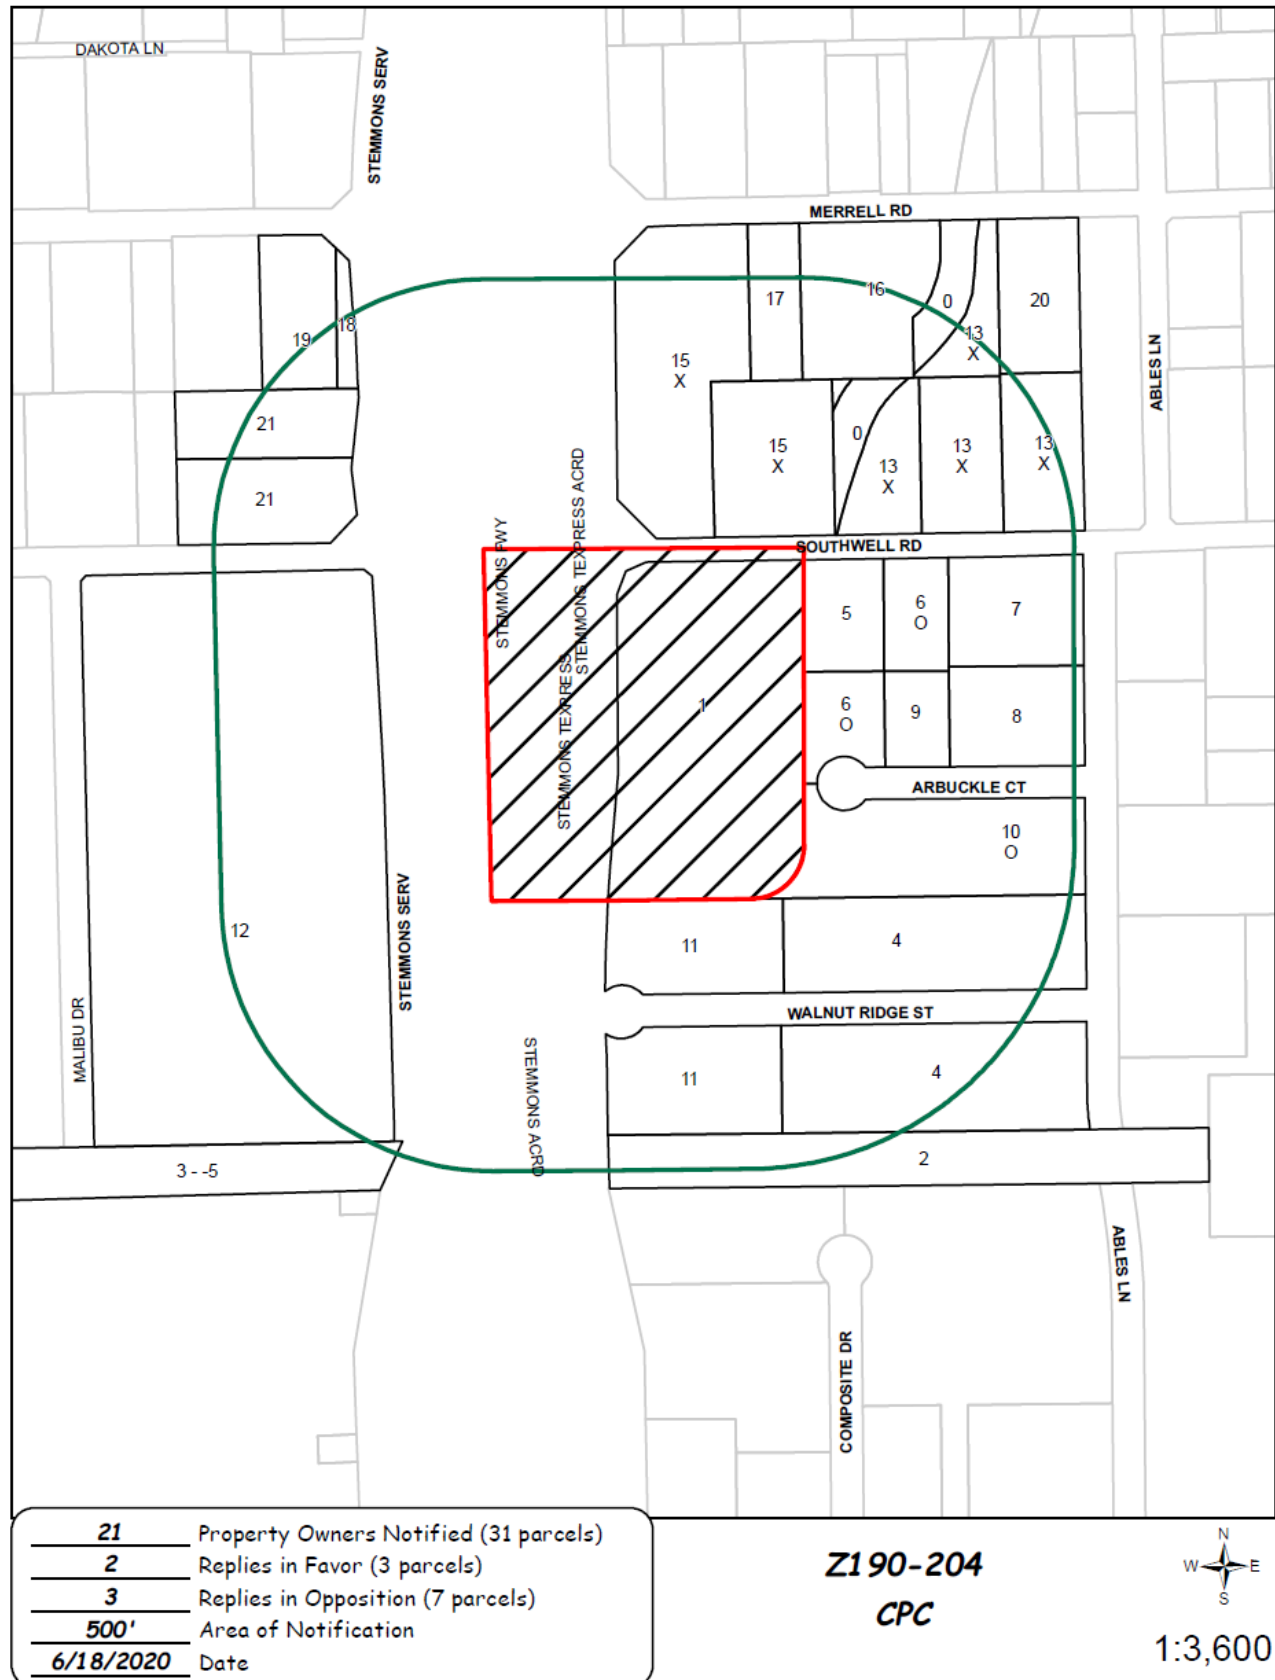 DAKOTA LN
STEMMONS SERV
MERRELL RD
17
16
0
20
18
19
13
X
15
X
ABLES LN
21
0
15
X
13
X
13
X
13
X
21
STEMMONS FWY
STEMMONS TEXPRESS ACRD
SOUTHWELL RD
5
6
O
7
STEMMONS TEXPRESS
1
6
O
9
8
ARBUCKLE CT
10
O
12
STEMMONS SERV
11
4
MALIBU DR
WALNUT RIDGE ST
STEMMONS ACRD
11
4
3 - -5
2
ABLES LN
COMPOSITE DR
21 Property Owners Notified (31 parcels)
2 Replies in Favor (3 parcels)
3 Replies in Opposition (7 parcels)
500' Area of Notification
6/18/2020 Date
Z190-204
CPC
N
W E
S
1:3,600